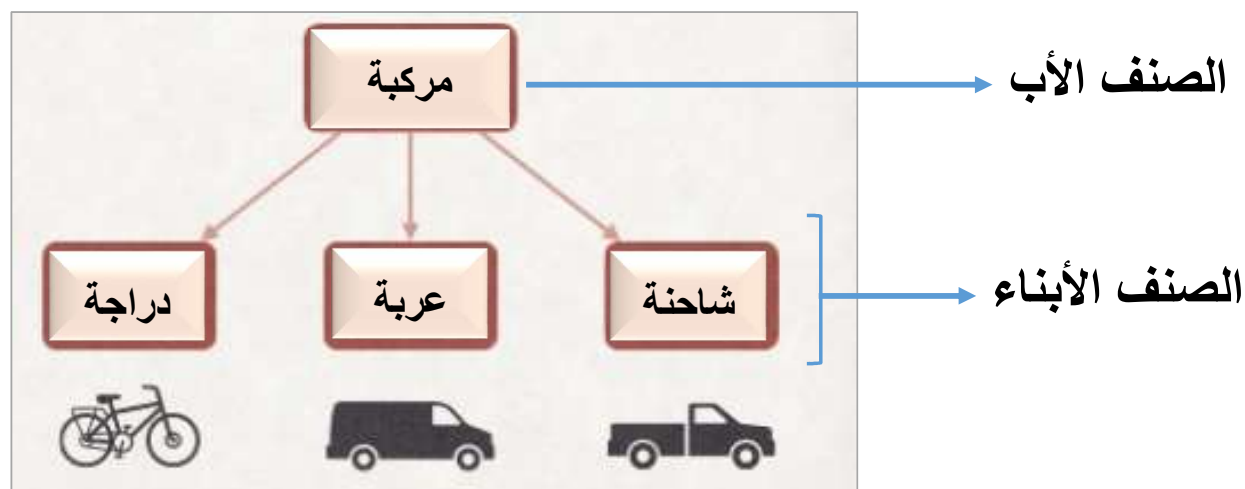 مركبة
الصنف الأب
شاحنة
عربة
دراجة
الصنف الأبناء